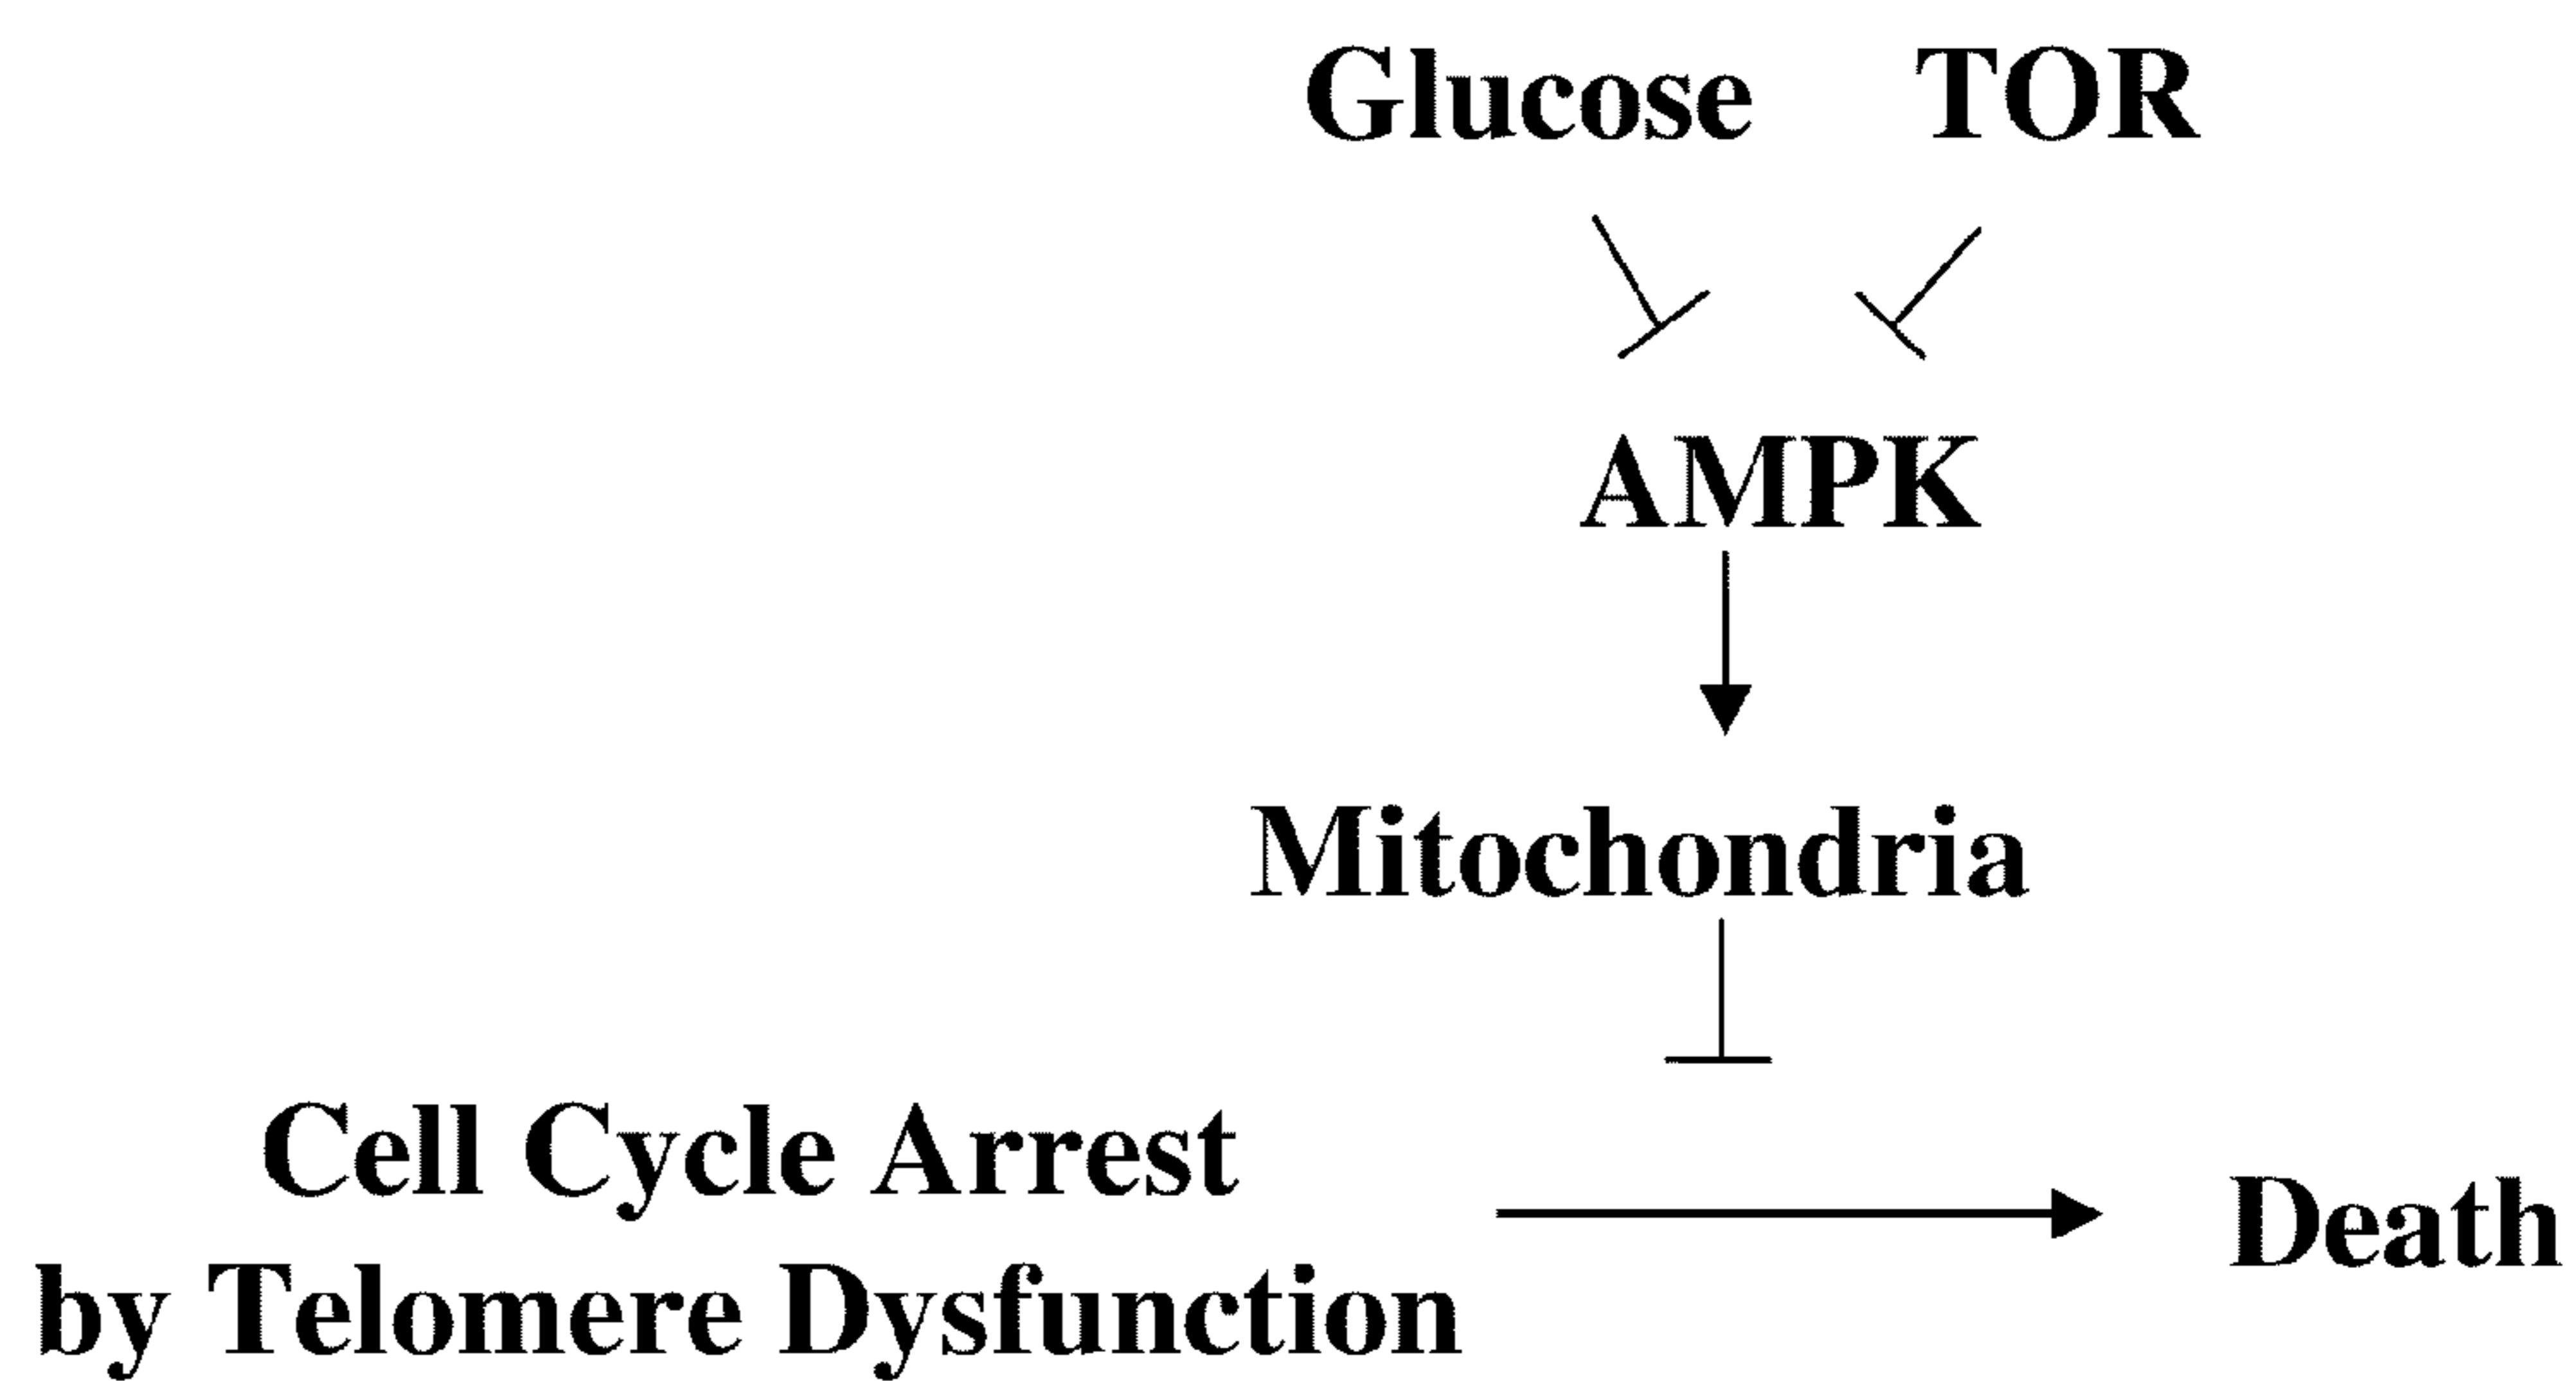 Glucose TOR
AMPK
Mitochondria
Cell Cycle Arrest
by Telomere Dysfunction
Death